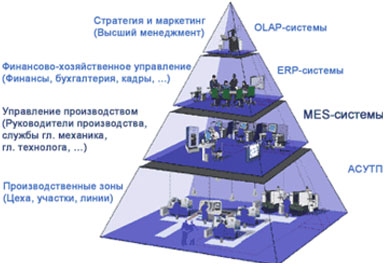 Стратегия и маркетинг
(Высший менеджмент)
OLAP-системы
Финансово-хозяйственное управление
(Финансы, бухгалтерия, кадры, ...)
ERP-системы
Управление производством
(Руководители производства,
службы гл. механика,
гл. технолога, ...)
MES-системы
Производственные зоны
(Цеха, участки, линии)
АСУТП